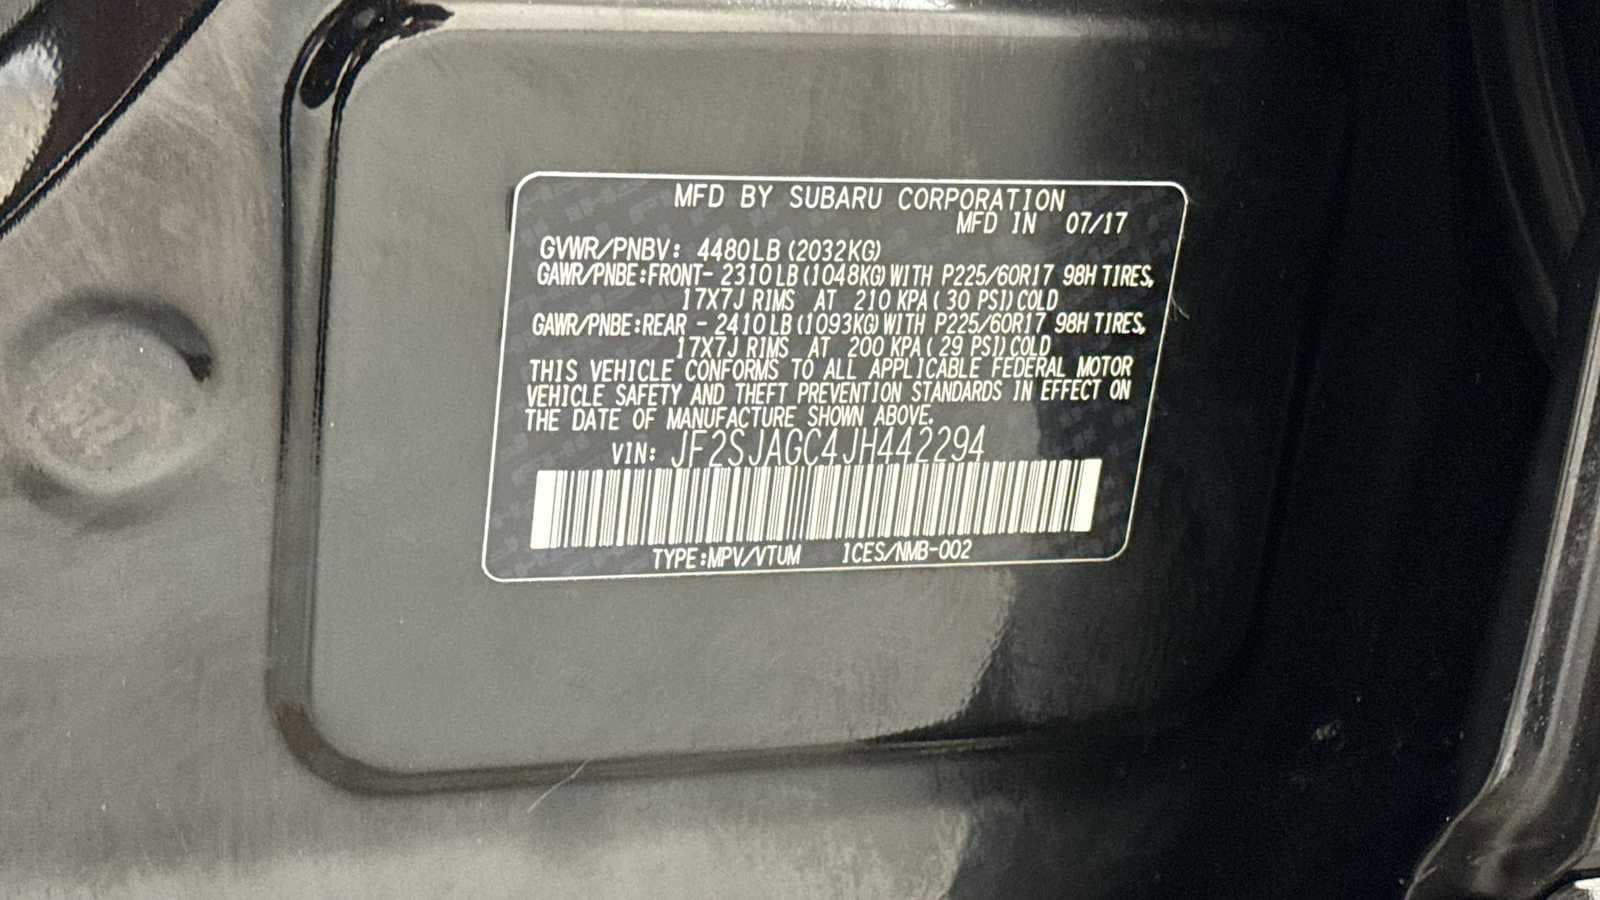 MFD BY SUBARU CORPORATION
MFD IN 07/17
GVWR/PNBV: 4480LB(2032KG)
GAWR/PNBE:FRONT- 2310LB(1048KG)WITH P225/60R17 98H TIRES,
17X7J RIMS AT 210 KPA( 30 PSI)COLD
GAWR/PNBE:REAR - 2410LB(1093KG)WITH P225/60R17 98H TIRES,
17X7J RIMS AT 200 KPA( 29 PSI)COLD
THIS VEHICLE CONFORMS TO ALL APPLICABLE FEDERAL MOTOR
VEHICLE SAFETY AND THEFT PREVENTION STANDARDS IN EFFECT ON
THE DATE OF MANUFACTURE SHOWN ABOVE.
VIN: JF2SJAGC4JH442294
TYPE:MPV/VTUM ICES/NMB-002